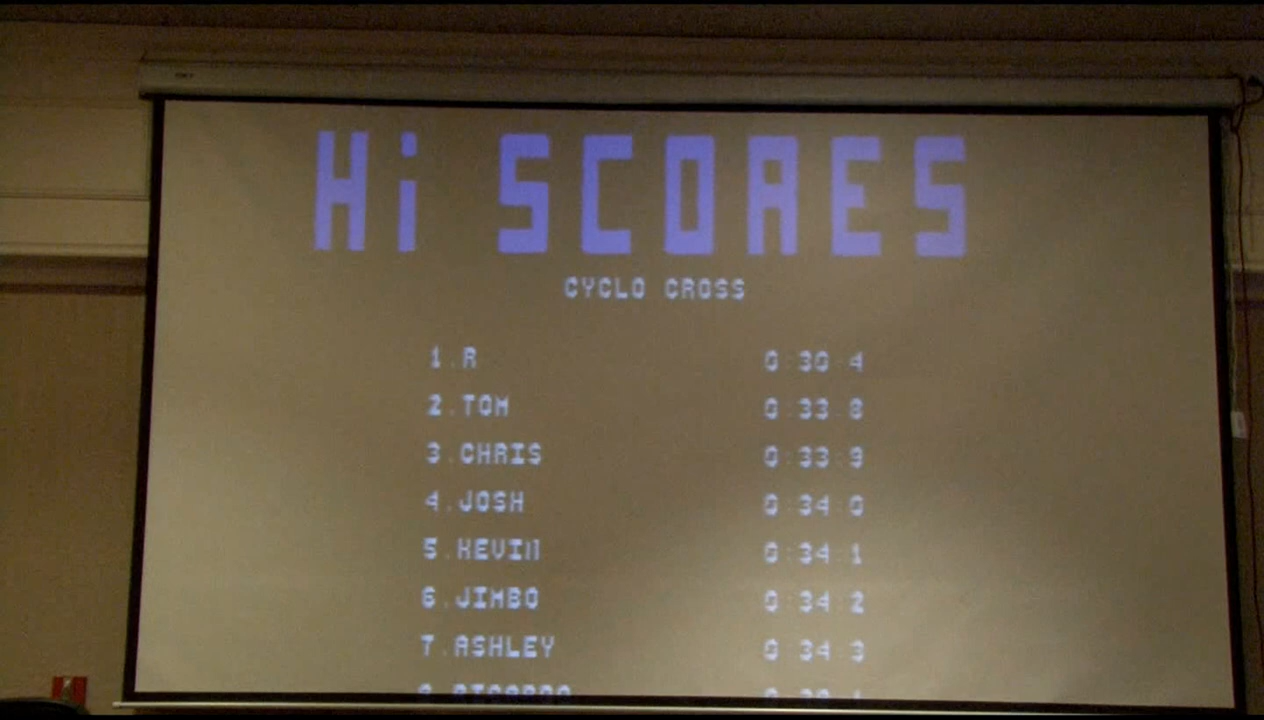 Hi SCORES
CYCLO CROSS
1.R 0:30.4
2.TOM 0:33.8
3.CHRIS 0:33.9
4.JOSH 0:34.0
5.KEVIN 0:34.1
6.JIMBO 0:34.2
7.ASHLEY 0:34.3